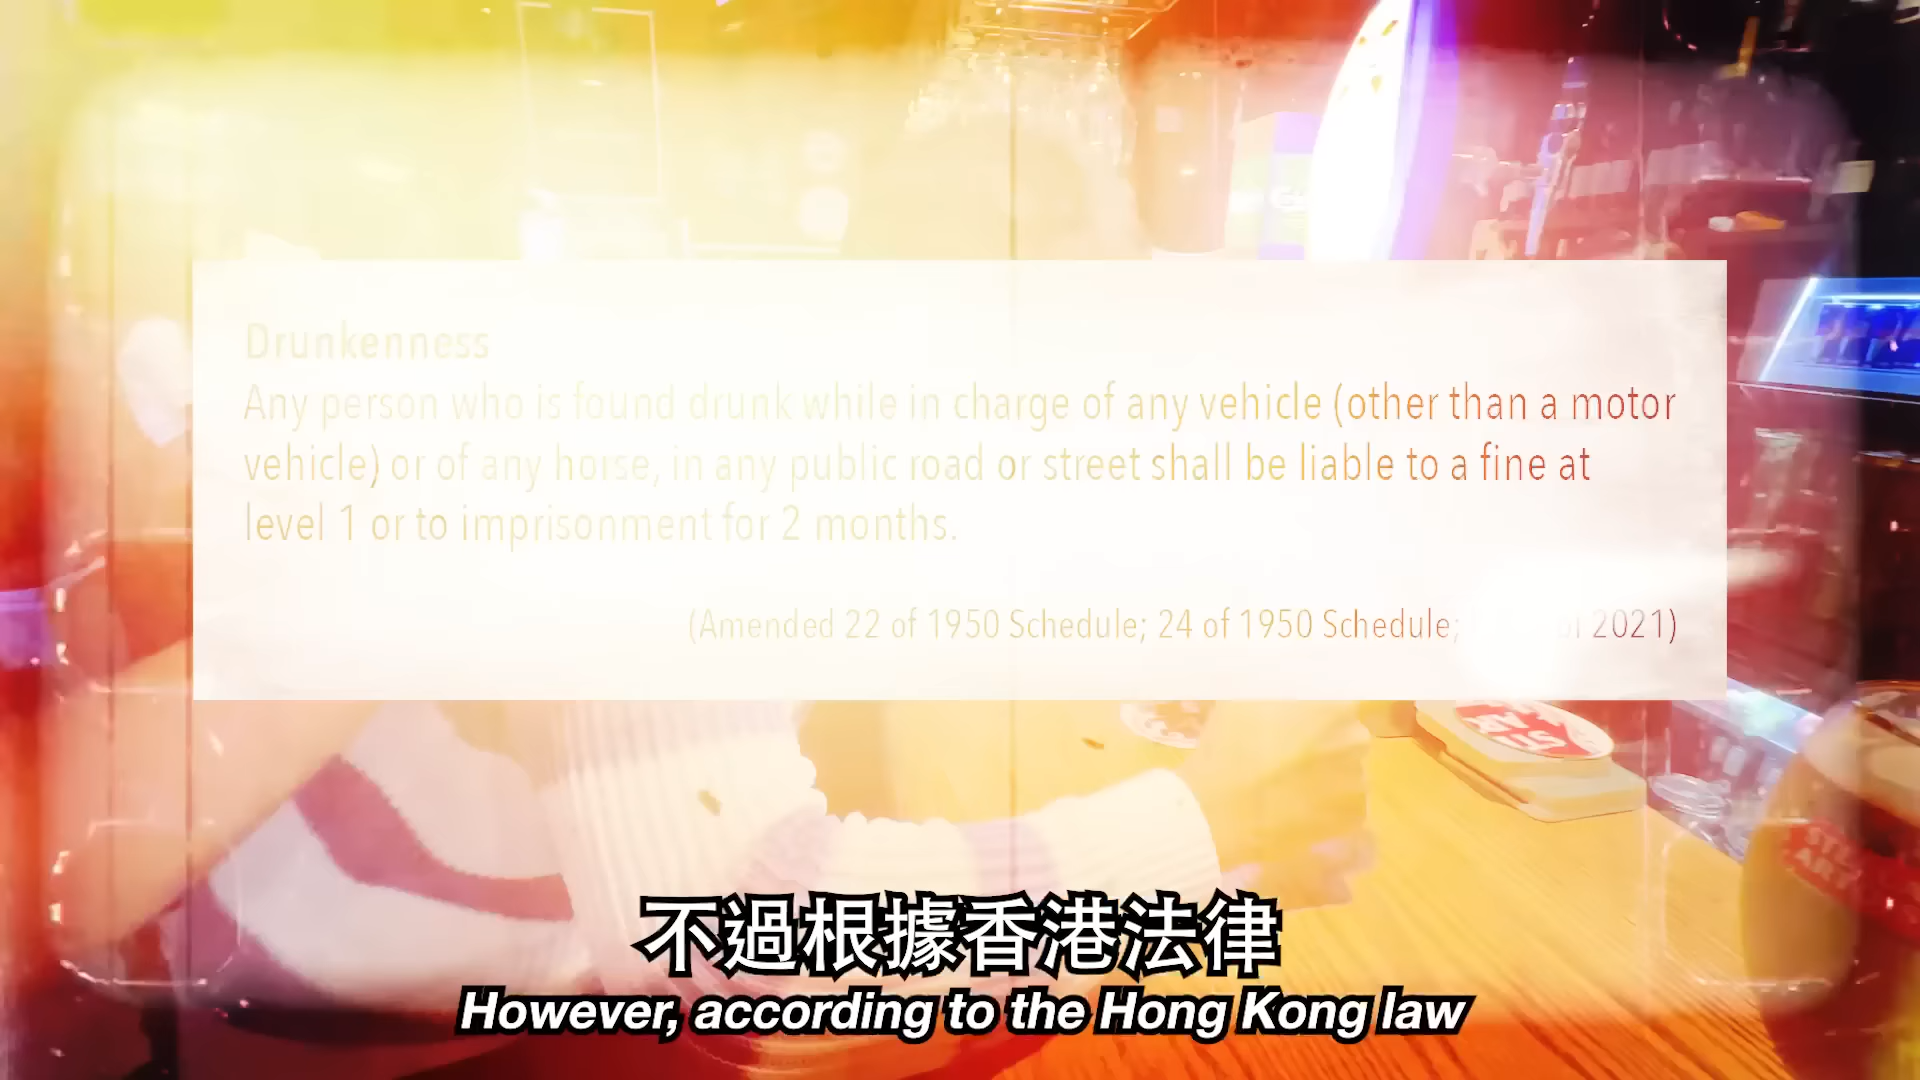 Drunkenness
Any person who is found drunk while in charge of any vehicle (other than a motor
vehicle) or of any horse, in any public road or street shall be liable to a fine at
level 1 or to imprisonment for 2 months.
(Amended 22 of 1950 Schedule; 24 of 1950 Schedule; of 2021)
不過根據香港法律
However, according to the Hong Kong law